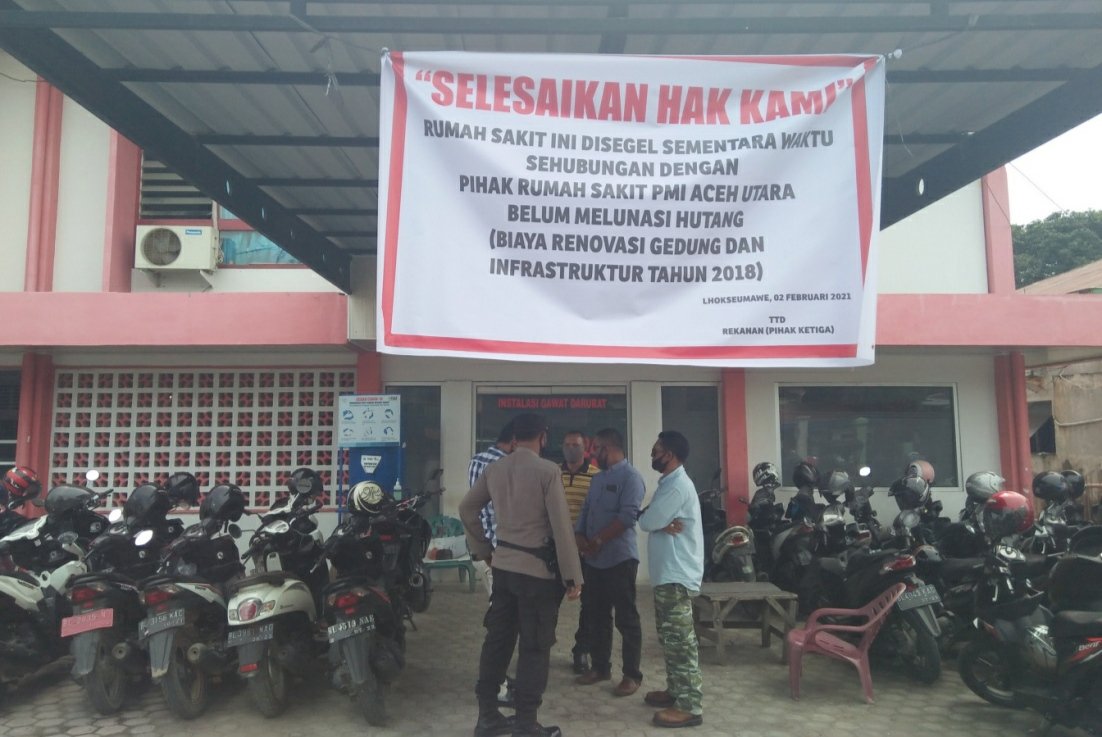 "SELESAIKAN HAK KAMI"
RUMAH SAKIT INI DISEGEL SEMENTARA WAKTU
SEHUBUNGAN DENGAN
PIHAK RUMAH SAKIT PMI ACEH UTARA
BELUM MELUNASI HUTANG
(BIAYA RENOVASI GEDUNG DAN
INFRASTRUKTUR TAHUN 2018)
LHOKSEUMAWE, 02 FEBRUARI 2021
TTD
REKANAN (PIHAK KETIGA)
INSTALASI GAWAT DARURAT